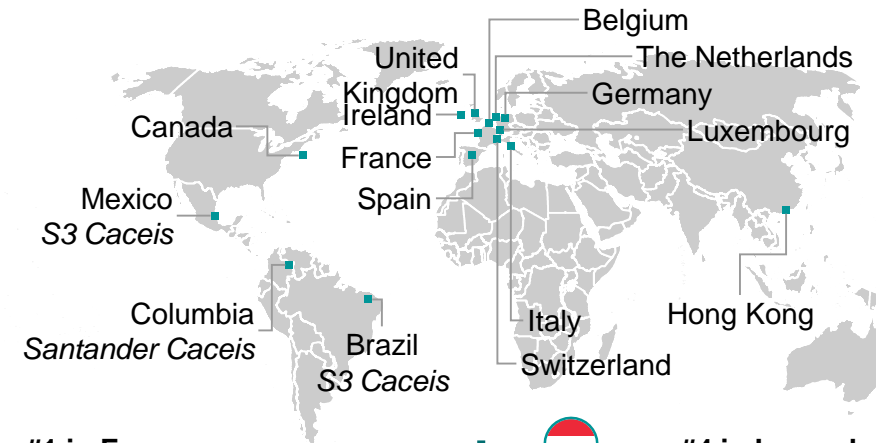 Belgium
United
Kingdom
The Netherlands
Germany
Ireland
Canada
Luxembourg
France
Mexico
S3 Caceis
Spain
Columbia
Santander Caceis
Brazil
S3 Caceis
Italy
Hong Kong
Switzerland